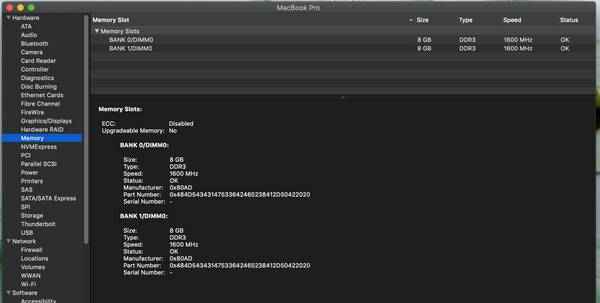 MacBook Pro
Hardware
ATA
Audio
Bluetooth
Camera
Card Reader
Controller
Diagnostics
Disc Burning
Ethernet Cards
Fibre Channel
FireWire
Graphics/Displays
Hardware RAID
Memory
NVMExpress
PCI
Parallel SCSI
Power
Printers
SAS
SATA/SATA Express
SPI
Storage
Thunderbolt
USB
Network
Firewall
Locations
Volumes
WWAN
Wi-Fi
Software
Accessibility
Memory Slot Size Type Speed Status
Memory Slots
BANK 0/DIMM0 8 GB DDR3 1600 MHz OK
BANK 1/DIMM0 8 GB DDR3 1600 MHz OK
Memory Slots:
ECC: Disabled
Upgradeable Memory: No
BANK 0/DIMM0:
Size: 8 GB
Type: DDR3
Speed: 1600 MHz
Status: OK
Manufacturer: 0x80AD
Part Number: 0x484D54343147533642465238412D50422020
Serial Number: -
BANK 1/DIMM0:
Size: 8 GB
Type: DDR3
Speed: 1600 MHz
Status: OK
Manufacturer: 0x80AD
Part Number: 0x484D54343147533642465238412D50422020
Serial Number: -